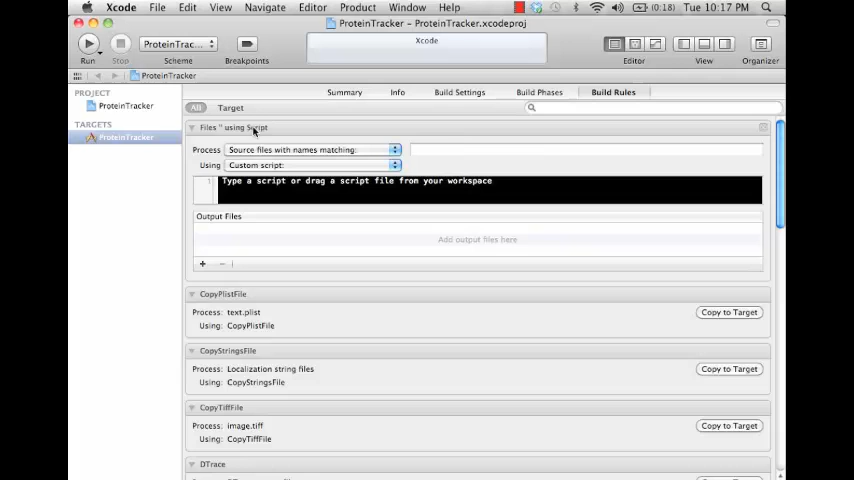 Xcode File Edit View Navigate Editor Product Window Help (0:18) Tue 10:17 PM
ProteinTracker - ProteinTracker.xcodeproj
ProteinTrac... Xcode
Run Stop Scheme Breakpoints Editor View Organizer
ProteinTracker
PROJECT
ProteinTracker
TARGETS
ProteinTracker
Summary Info Build Settings Build Phases Build Rules
All Target
Files '' using Script
Process Source files with names matching:
Using Custom script:
1 Type a script or drag a script file from your workspace
Output Files
Add output files here
CopyPlistFile
Process: text.plist Copy to Target
Using: CopyPlistFile
CopyStringsFile
Process: Localization string files Copy to Target
Using: CopyStringsFile
CopyTiffFile
Process: image.tiff Copy to Target
Using: CopyTiffFile
DTrace